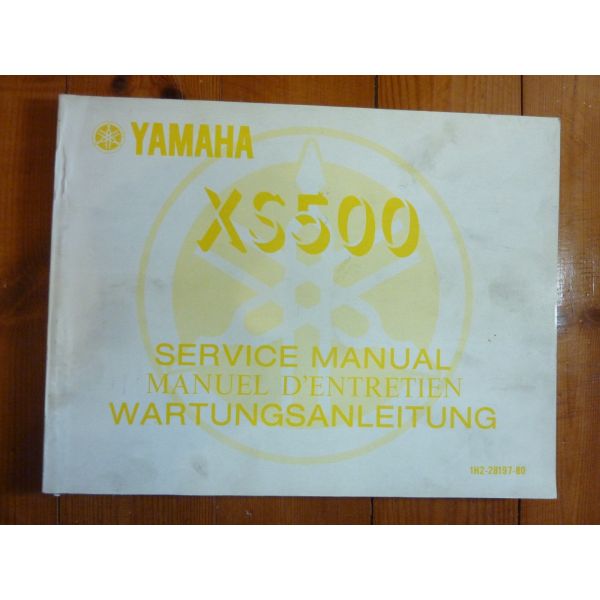 YAMAHA
XS500
SERVICE MANUAL
MANUEL D'ENTRETIEN
WARTUNGSANLEITUNG
1H2-28197-80